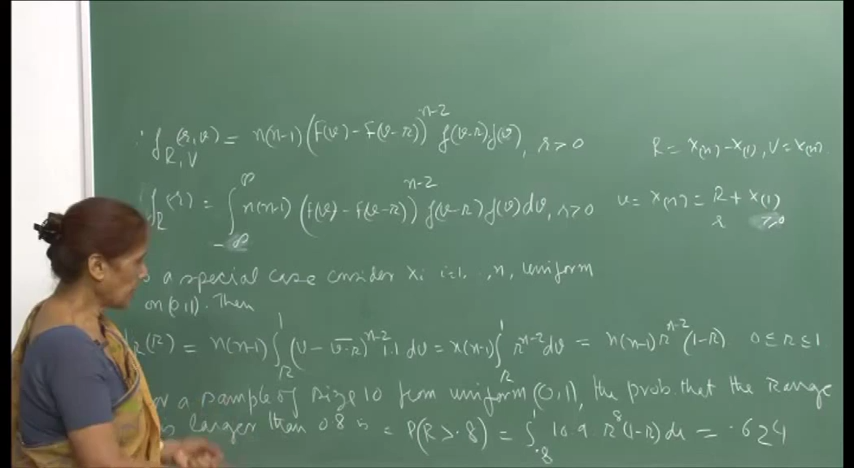 f_{R,V}(r,v) = n(n-1) (F(v) - F(v-r))^{n-2} f(v-r) f(v), r > 0    R = X_(n) - X_(1), V = X_(n)
f_R(r) = ∫_{-∞}^{∞} n(n-1) (F(v) - F(v-r))^{n-2} f(v-r) f(v) dv, r > 0    v = X_(n) = R + X_(1)
r    ≥0
s a special case consider Xi i=1,..,n, uniform
on (0,1). Then
R(r) = n(n-1) ∫_r^1 (v - v-r)^{n-2} 1.1 dv = n(n-1) ∫_r^1 r^{n-2} dv = n(n-1) r^{n-2} (1-r)    0 ≤ r ≤ 1
or a sample of size 10 from uniform (0,1), the prob. that the Range
is larger than 0.8 is = P(R > .8) = ∫_{.8}^1 10.9 r^8 (1-r) dr = .624